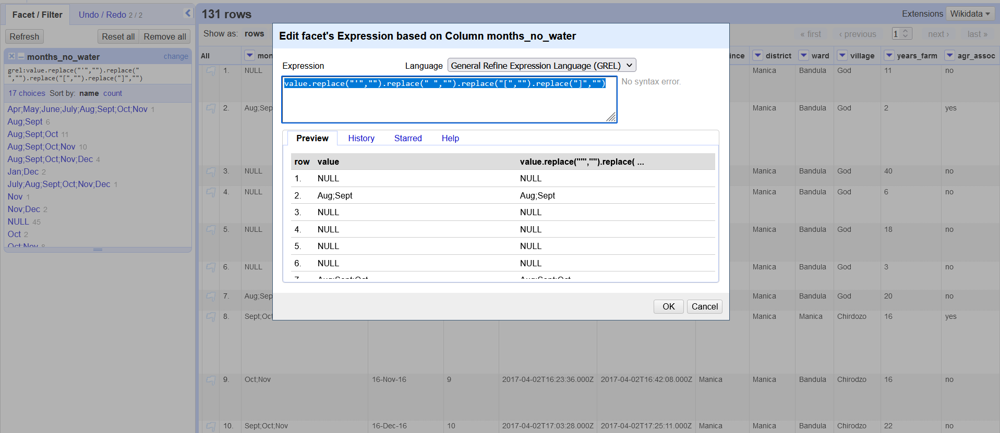 Facet / Filter
Undo / Redo 2 / 2
131 rows
Extensions
Wikidata
Refresh
Reset all
Remove all
Show as: rows
« first
‹ previous
1
next ›
last »
months_no_water
change
grel:value.replace("'","").replace("
","").replace("[","").replace("]","")
17 choices Sort by: name count
Apr;May;June;July;Aug;Sept;Oct;Nov 1
Aug;Sept 6
Aug;Sept;Oct 11
Aug;Sept;Oct;Nov 10
Aug;Sept;Oct;Nov;Dec 4
Jan;Dec 2
July;Aug;Sept;Oct;Nov;Dec 1
Nov 1
Nov;Dec 2
NULL 45
Oct 2
Oct;Nov 8
Edit facet's Expression based on Column months_no_water
Expression
Language
General Refine Expression Language (GREL)
value.replace("'","").replace(" ","").replace("[","").replace("]","")
No syntax error.
Preview
History
Starred
Help
row value value.replace("'","").replace( ...
1. NULL NULL
2. Aug;Sept Aug;Sept
3. NULL NULL
4. NULL NULL
5. NULL NULL
6. NULL NULL
7. Aug;Sept;Oct Aug;Sept;Oct
OK
Cancel
All mon ince district ward village years_farm agr_assoc
1. NULL Manica Bandula God 11 no
2. Aug;Sep Manica Bandula God 2 yes
3. NULL Manica Bandula God 40 no
4. NULL Manica Bandula God 6 no
5. NULL Manica Bandula God 18 no
6. NULL Manica Bandula God 3 no
7. Aug;Sep Manica Bandula God 20 no
8. Sept;Oct Manica Manica Chirdozo 16 yes
9. Oct;Nov 16-Nov-16 9 2017-04-02T16:23:36.000Z 2017-04-02T16:42:08.000Z Manica Manica Bandula Chirodzo 16 no
10. Sept;Oct;Nov 16-Dec-16 10 2017-04-02T17:03:28.000Z 2017-04-02T17:25:11.000Z Manica Manica Bandula Chirodzo 22 no